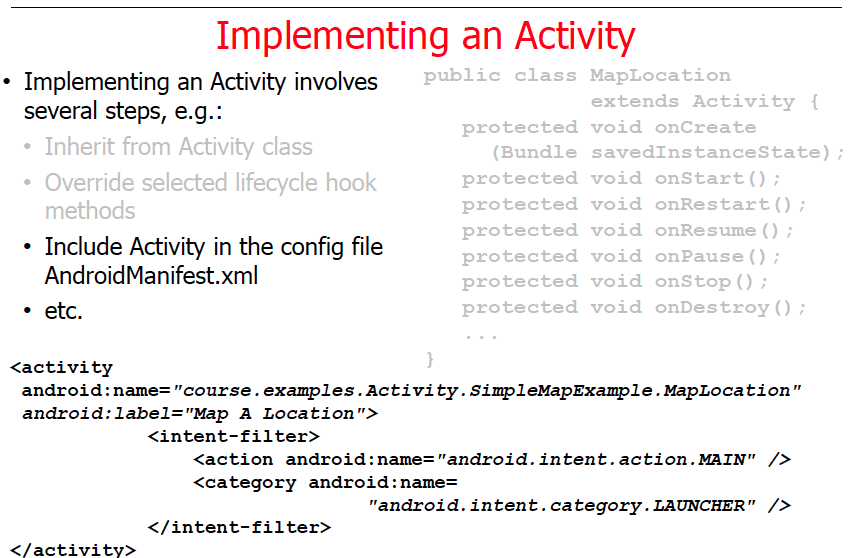 Implementing an Activity
• Implementing an Activity involves
several steps, e.g.:
• Inherit from Activity class
• Override selected lifecycle hook
methods
• Include Activity in the config file
AndroidManifest.xml
• etc.
public class MapLocation
extends Activity {
protected void onCreate
(Bundle savedInstanceState);
protected void onStart();
protected void onRestart();
protected void onResume();
protected void onPause();
protected void onStop();
protected void onDestroy();
...
}
<activity
android:name="course.examples.Activity.SimpleMapExample.MapLocation"
android:label="Map A Location">
<intent-filter>
<action android:name="android.intent.action.MAIN" />
<category android:name=
"android.intent.category.LAUNCHER" />
</intent-filter>
</activity>